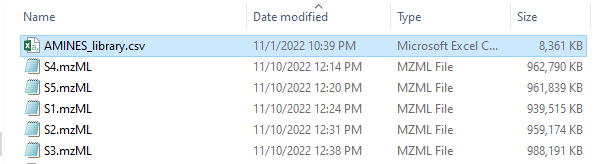 Name Date modified Type Size
AMINES_library.csv 11/1/2022 10:39 PM Microsoft Excel C... 8,361 KB
S4.mzML 11/10/2022 12:14 PM MZML File 962,790 KB
S5.mzML 11/10/2022 12:20 PM MZML File 961,839 KB
S1.mzML 11/10/2022 12:24 PM MZML File 939,515 KB
S2.mzML 11/10/2022 12:31 PM MZML File 959,174 KB
S3.mzML 11/10/2022 12:38 PM MZML File 988,191 KB